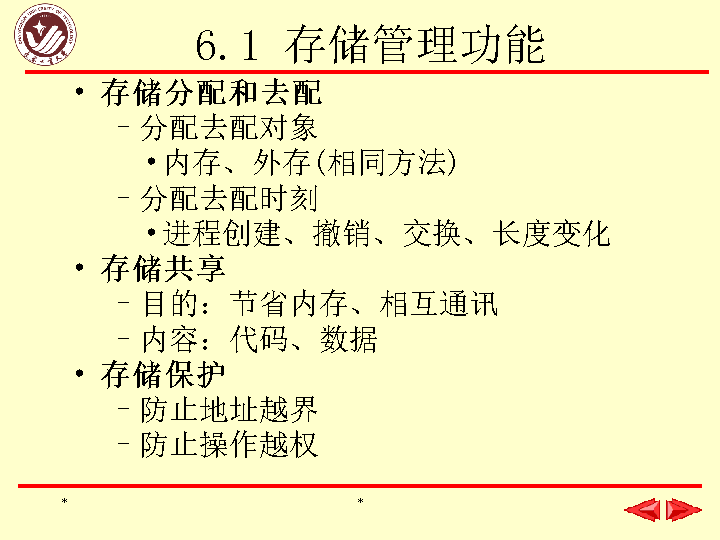 6.1 存储管理功能
• 存储分配和去配
–分配去配对象
•内存、外存(相同方法)
–分配去配时刻
•进程创建、撤销、交换、长度变化
• 存储共享
–目的：节省内存、相互通讯
–内容：代码、数据
• 存储保护
–防止地址越界
–防止操作越权
* *